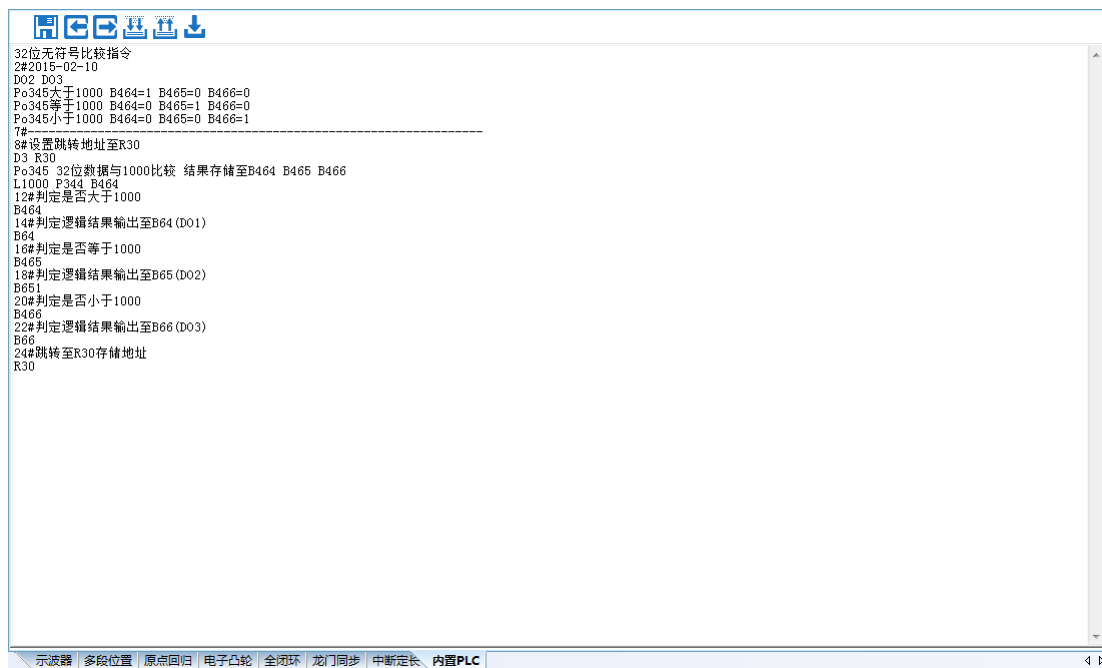 32位无符号比较指令
2#2015-02-10
DO2 DO3
Po345大于1000 B464=1 B465=0 B466=0
Po345等于1000 B464=0 B465=1 B466=0
Po345小于1000 B464=0 B465=0 B466=1
7#-----------------------------------------------------------------
8#设置跳转地址至R30
D3 R30
Po345 32位数据与1000比较 结果存储至B464 B465 B466
L1000 P344 B464
12#判定是否大于1000
B464
14#判定逻辑结果输出至B64(DO1)
B64
16#判定是否等于1000
B465
18#判定逻辑结果输出至B65(DO2)
B651
20#判定是否小于1000
B466
22#判定逻辑结果输出至B66(DO3)
B66
24#跳转至R30存储地址
R30
示波器 多段位置 原点回归 电子凸轮 全闭环 龙门同步 中断定长 内置PLC